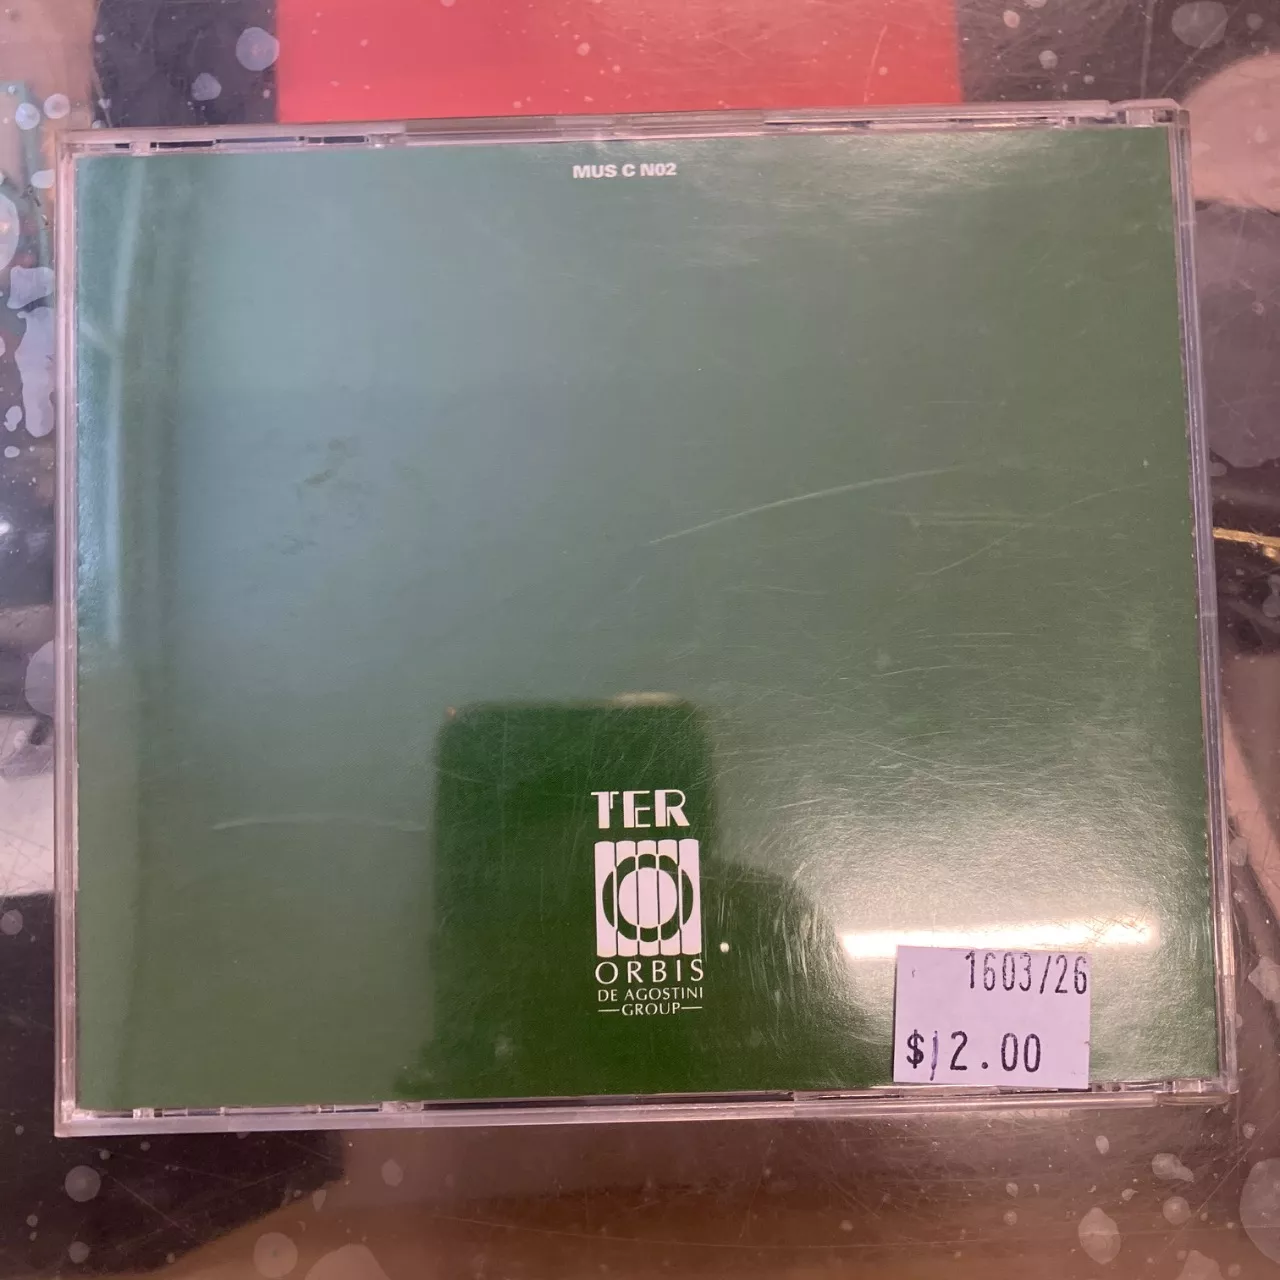 MUS C N02
TER
ORBIS
DE AGOSTINI
GROUP
1603/26
$12.00